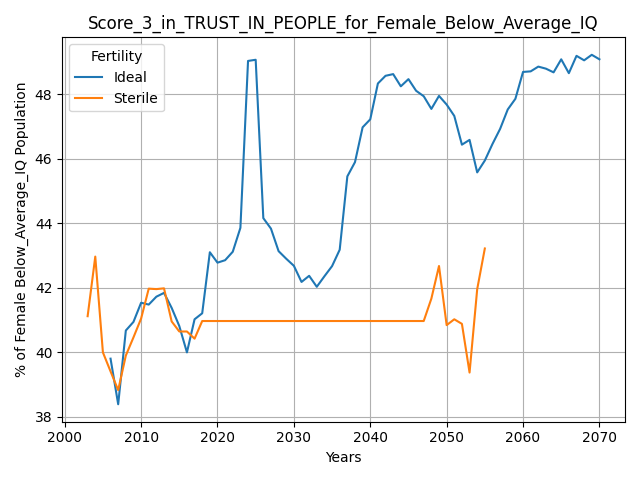 Score_3_in_TRUST_IN_PEOPLE_for_Female_Below_Average_IQ
Fertility
Ideal
Sterile
% of Female Below_Average_IQ Population
48
46
44
42
40
38
2000
2010
2020
2030
2040
2050
2060
2070
Years